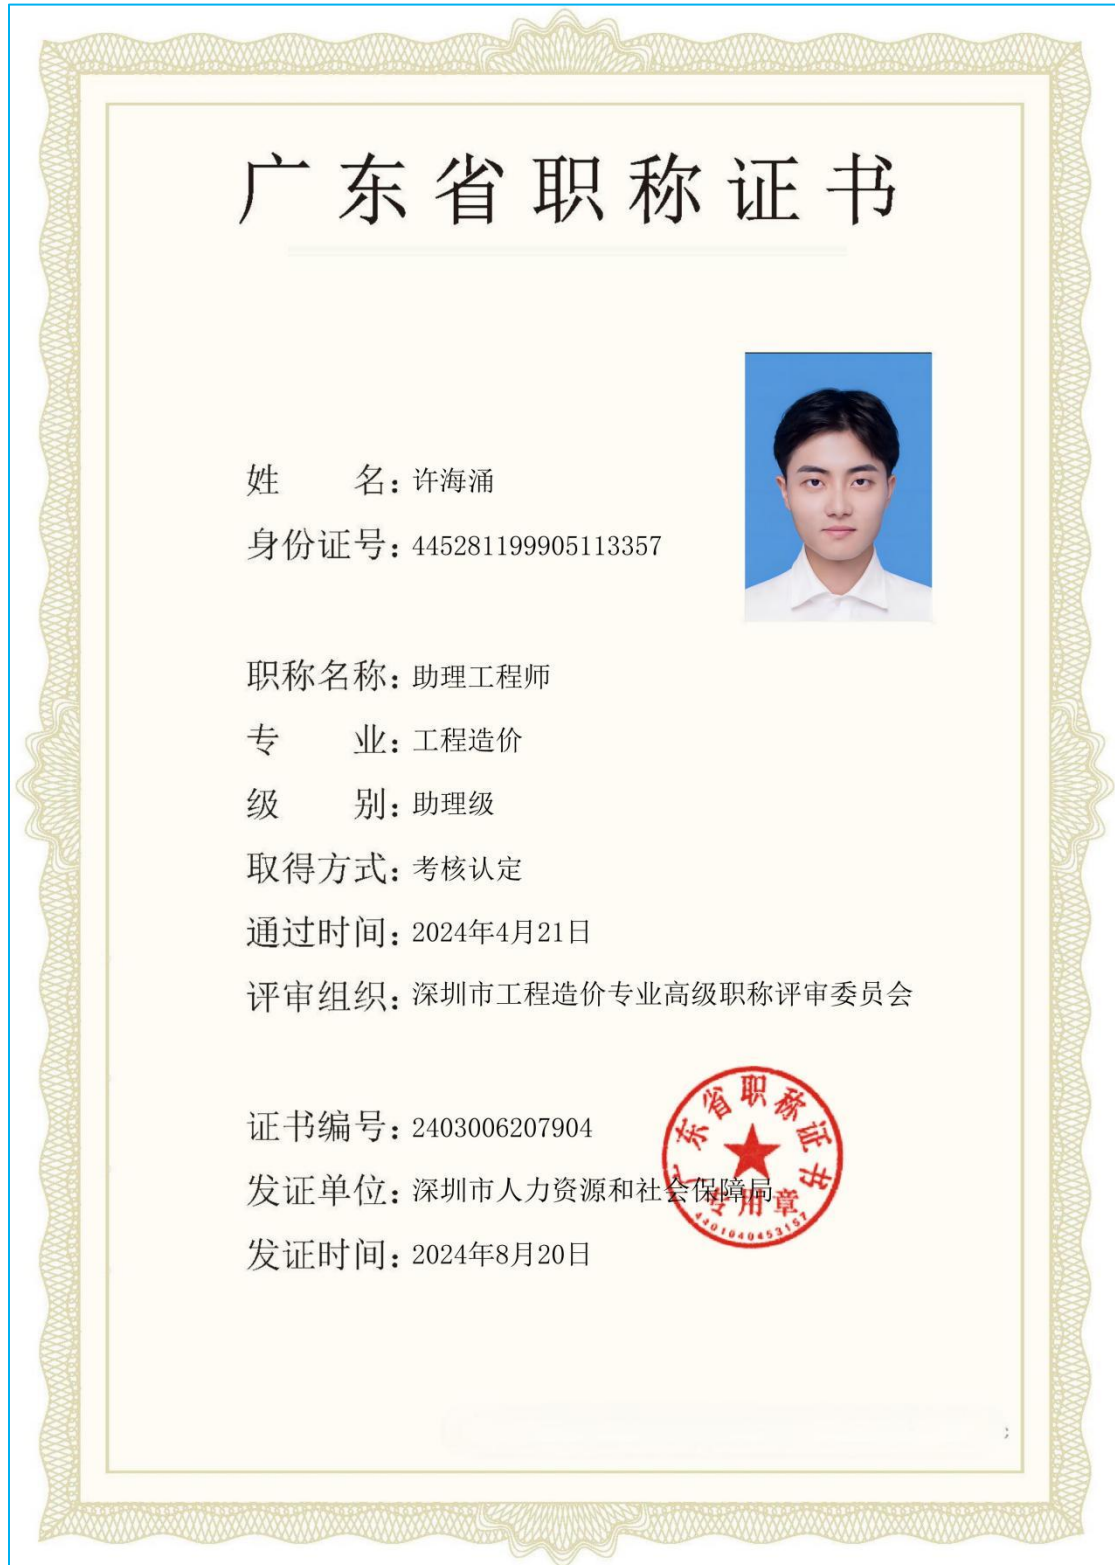 广东省职称证书
姓 名：许海涌
身份证号：445281199905113357
职称名称：助理工程师
专 业：工程造价
级 别：助理级
取得方式：考核认定
通过时间：2024年4月21日
评审组织：深圳市工程造价专业高级职称评审委员会
证书编号：2403006207904
发证单位：深圳市人力资源和社会保障局
发证时间：2024年8月20日
广东省职称证书
专用章
4401040453157